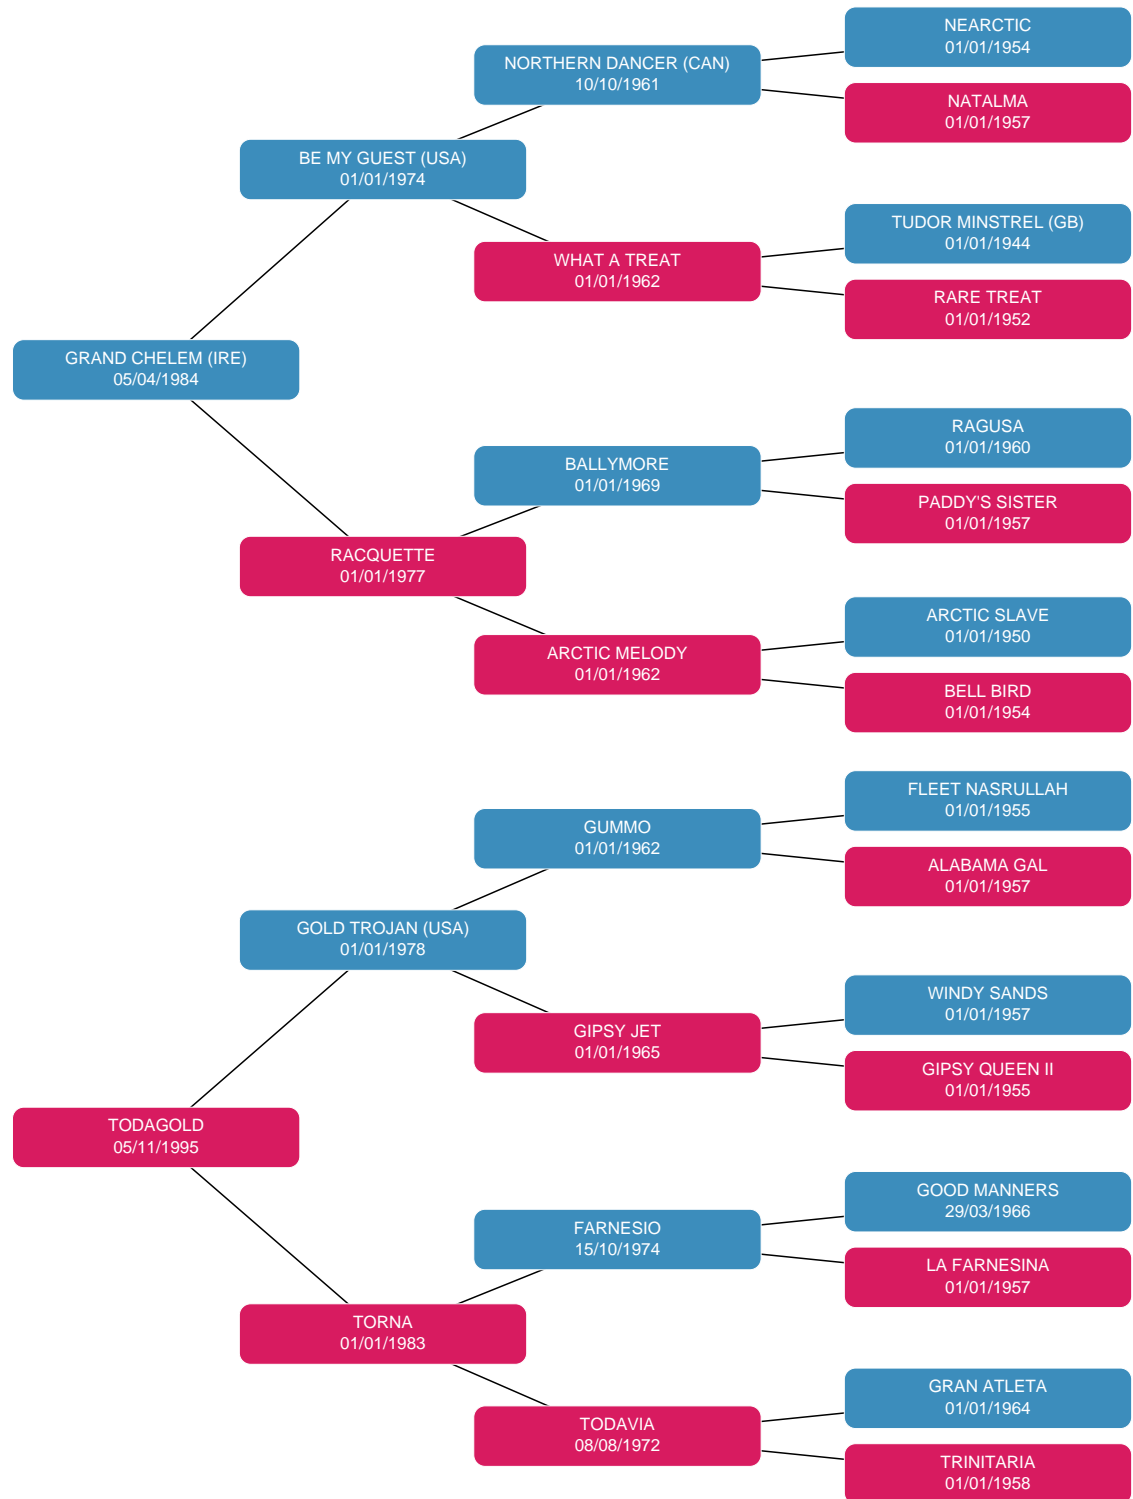 NEARCTIC
01/01/1954
NORTHERN DANCER (CAN)
10/10/1961
NATALMA
01/01/1957
BE MY GUEST (USA)
01/01/1974
TUDOR MINSTREL (GB)
01/01/1944
WHAT A TREAT
01/01/1962
RARE TREAT
01/01/1952
GRAND CHELEM (IRE)
05/04/1984
RAGUSA
01/01/1960
BALLYMORE
01/01/1969
PADDY'S SISTER
01/01/1957
RACQUETTE
01/01/1977
ARCTIC SLAVE
01/01/1950
ARCTIC MELODY
01/01/1962
BELL BIRD
01/01/1954
FLEET NASRULLAH
01/01/1955
GUMMO
01/01/1962
ALABAMA GAL
01/01/1957
GOLD TROJAN (USA)
01/01/1978
WINDY SANDS
01/01/1957
GIPSY JET
01/01/1965
GIPSY QUEEN II
01/01/1955
TODAGOLD
05/11/1995
GOOD MANNERS
29/03/1966
FARNESIO
15/10/1974
LA FARNESINA
01/01/1957
TORNA
01/01/1983
GRAN ATLETA
01/01/1964
TODAVIA
08/08/1972
TRINITARIA
01/01/1958